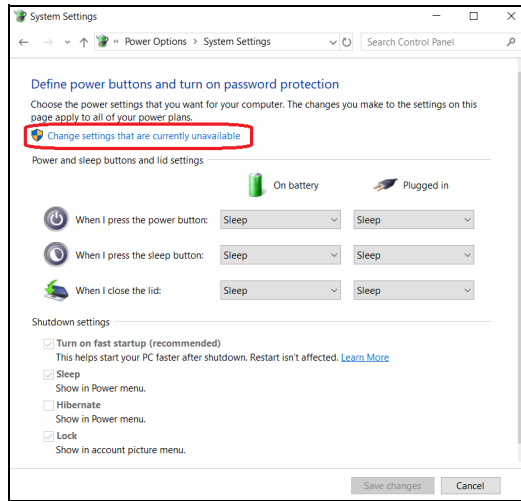 System Settings
« Power Options > System Settings
Search Control Panel
Define power buttons and turn on password protection
Choose the power settings that you want for your computer. The changes you make to the settings on this
page apply to all of your power plans.
Change settings that are currently unavailable
Power and sleep buttons and lid settings
On battery Plugged in
When I press the power button: Sleep Sleep
When I press the sleep button: Sleep Sleep
When I close the lid: Sleep Sleep
Shutdown settings
Turn on fast startup (recommended)
This helps start your PC faster after shutdown. Restart isn't affected. Learn More
Sleep
Show in Power menu.
Hibernate
Show in Power menu.
Lock
Show in account picture menu.
Save changes Cancel